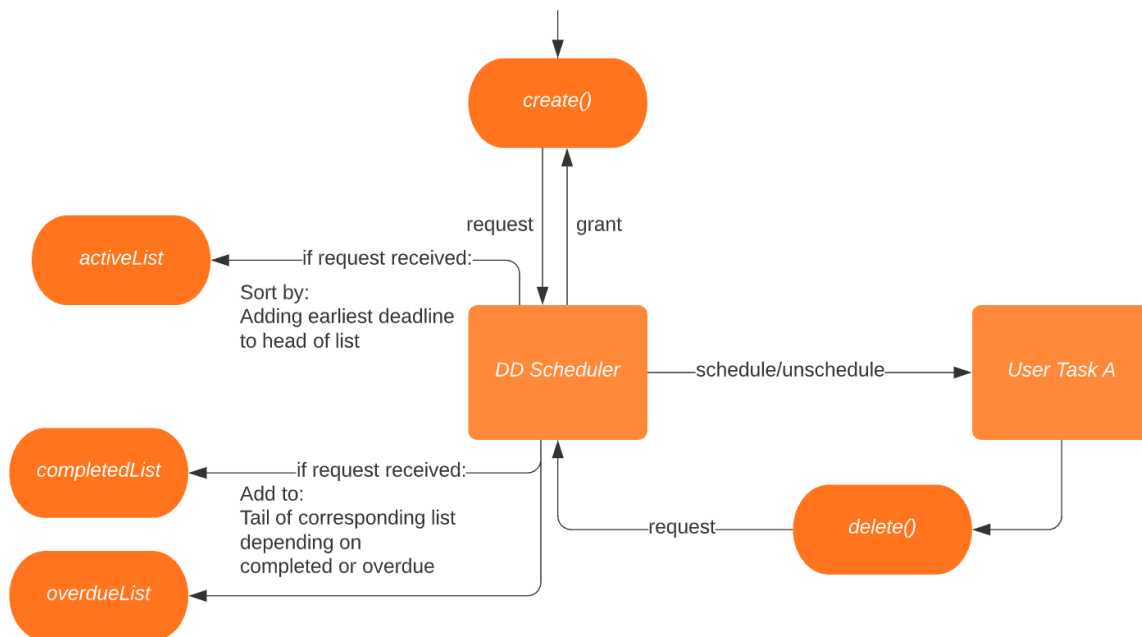 create()
request
grant
activeList
if request received:
Sort by:
Adding earliest deadline
to head of list
DD Scheduler
schedule/unschedule
User Task A
completedList
if request received:
Add to:
Tail of corresponding list
depending on
completed or overdue
request
delete()
overdueList